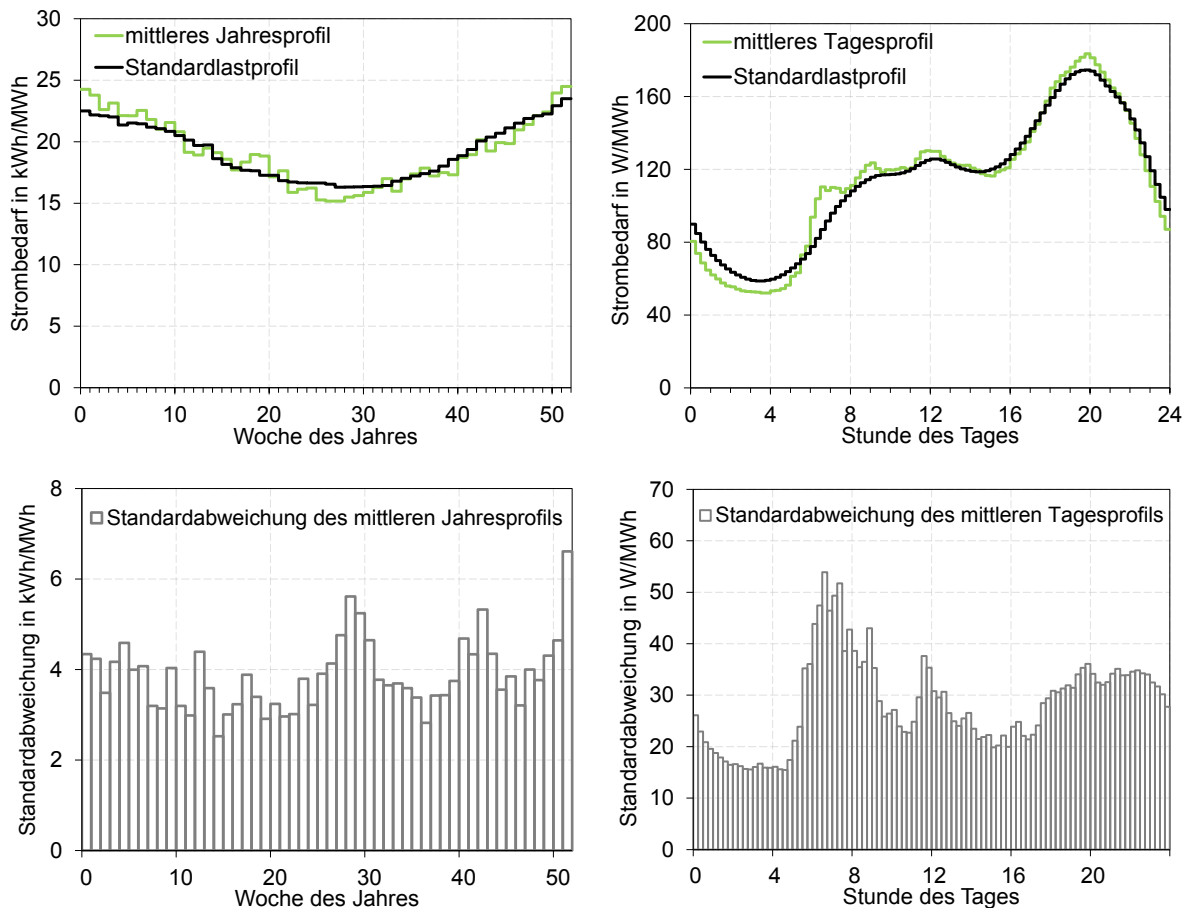 Strombedarf in kWh/MWh
30
25
20
15
10
5
0
mittleres Jahresprofil
Standardlastprofil
0 10 20 30 40 50
Woche des Jahres
Strombedarf in W/MWh
200
160
120
80
40
0
mittleres Tagesprofil
Standardlastprofil
0 4 8 12 16 20 24
Stunde des Tages
Standardabweichung in kWh/MWh
8
6
4
2
0
Standardabweichung des mittleren Jahresprofils
0 10 20 30 40 50
Woche des Jahres
Standardabweichung in W/MWh
70
60
50
40
30
20
10
0
Standardabweichung des mittleren Tagesprofils
0 4 8 12 16 20
Stunde des Tages